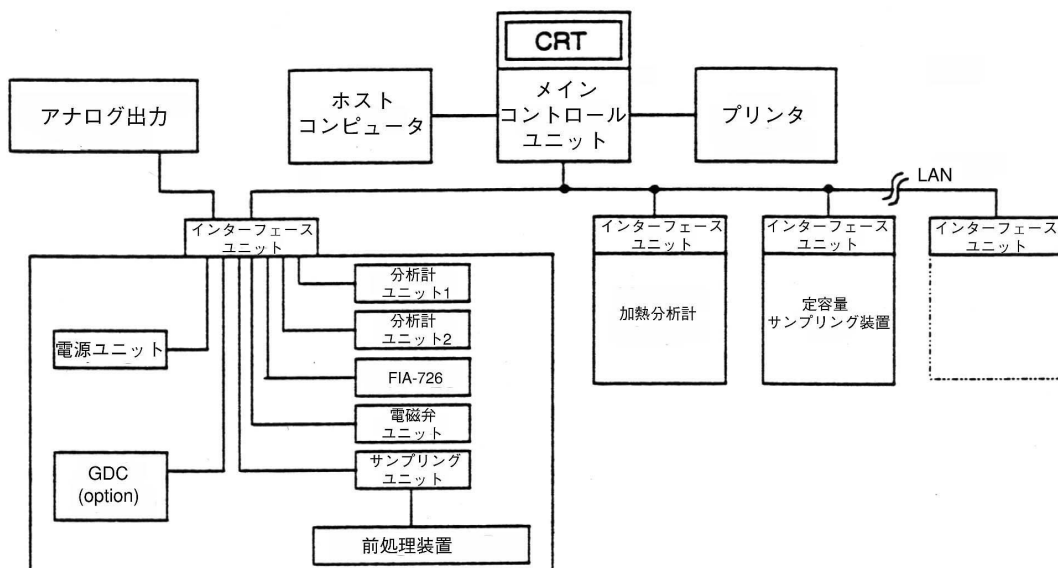 CRT
メイン
コントロール
ユニット
ホスト
コンピュータ
プリンタ
アナログ出力
LAN
インターフェース
ユニット
インターフェース
ユニット
インターフェース
ユニット
インターフェース
ユニット
分析計
ユニット1
分析計
ユニット2
FIA-726
電磁弁
ユニット
サンプリング
ユニット
前処理装置
電源ユニット
GDC
(option)
加熱分析計
定容量
サンプリング装置